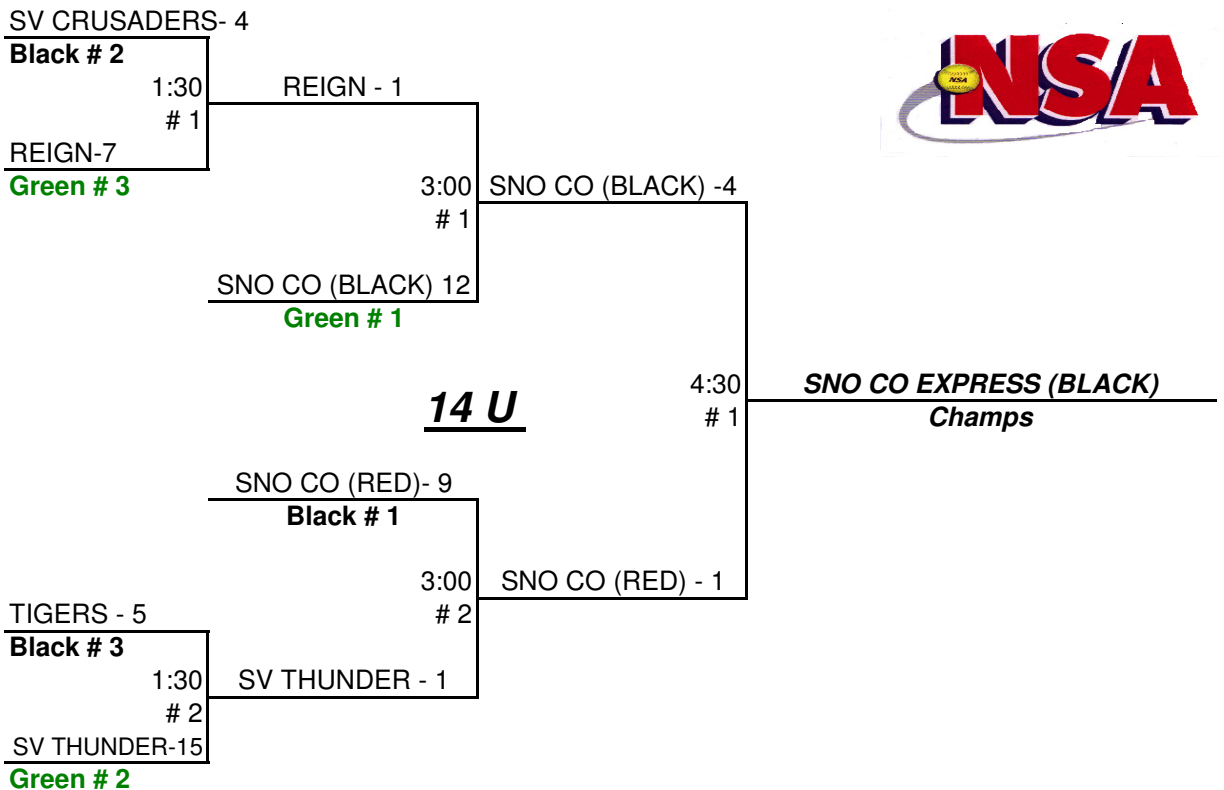 SV CRUSADERS- 4
Black # 2
NSA
NSA
1:30
REIGN - 1
# 1
REIGN-7
Green # 3
3:00
SNO CO (BLACK) -4
# 1
SNO CO (BLACK) 12
Green # 1
14 U
4:30
SNO CO EXPRESS (BLACK)
# 1
Champs
SNO CO (RED)- 9
Black # 1
3:00
SNO CO (RED) - 1
# 2
TIGERS - 5
Black # 3
1:30
SV THUNDER - 1
# 2
SV THUNDER-15
Green # 2